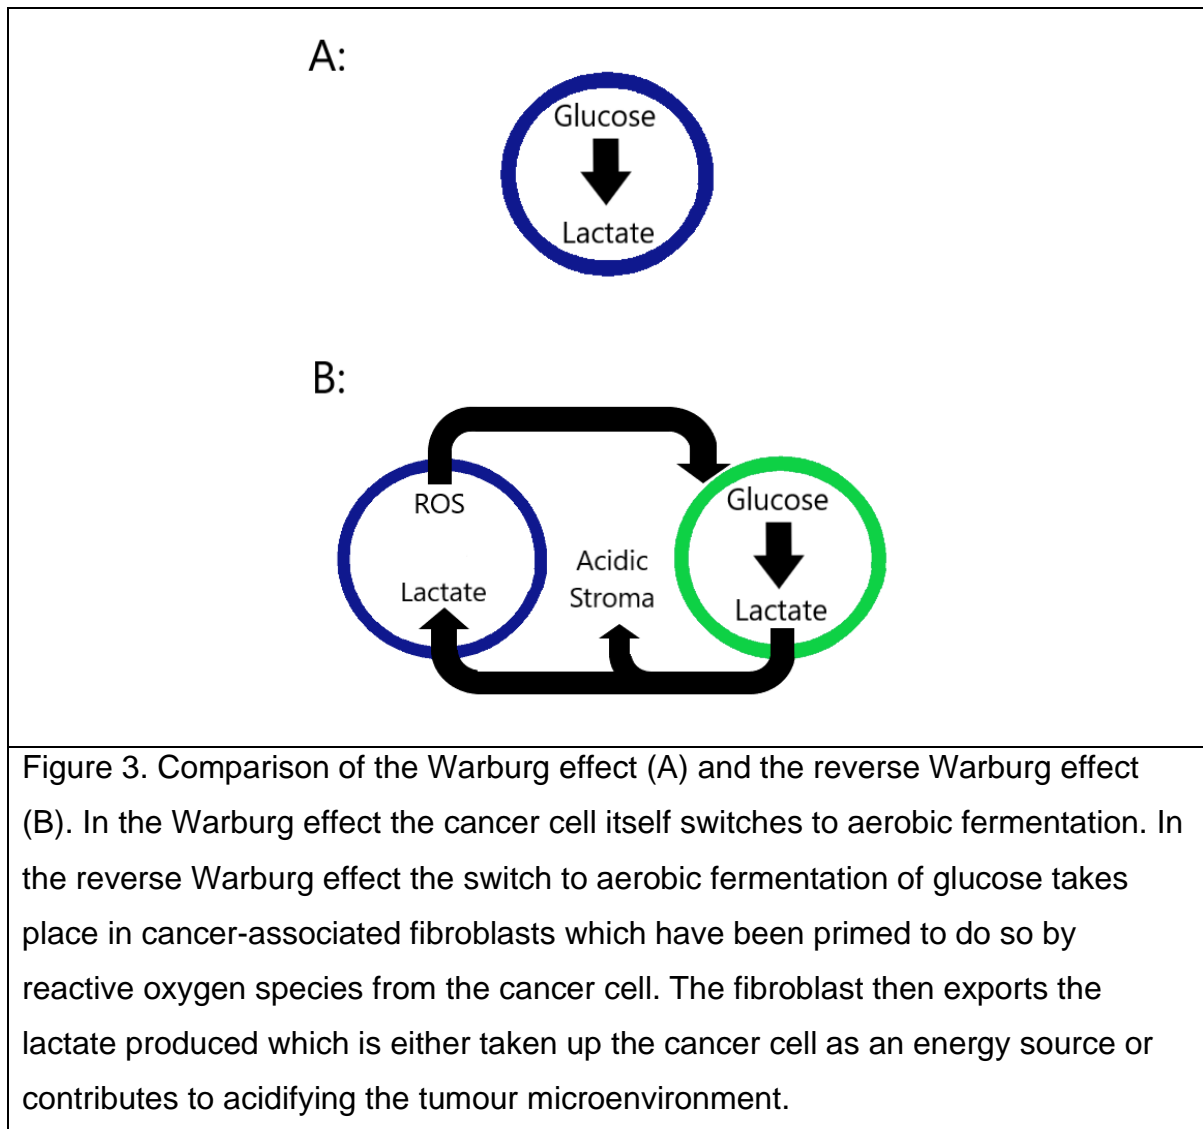 A:
Glucose
Lactate
B:
ROS
Lactate
Acidic
Stroma
Glucose
Lactate
Figure 3. Comparison of the Warburg effect (A) and the reverse Warburg effect
(B). In the Warburg effect the cancer cell itself switches to aerobic fermentation. In
the reverse Warburg effect the switch to aerobic fermentation of glucose takes
place in cancer-associated fibroblasts which have been primed to do so by
reactive oxygen species from the cancer cell. The fibroblast then exports the
lactate produced which is either taken up the cancer cell as an energy source or
contributes to acidifying the tumour microenvironment.